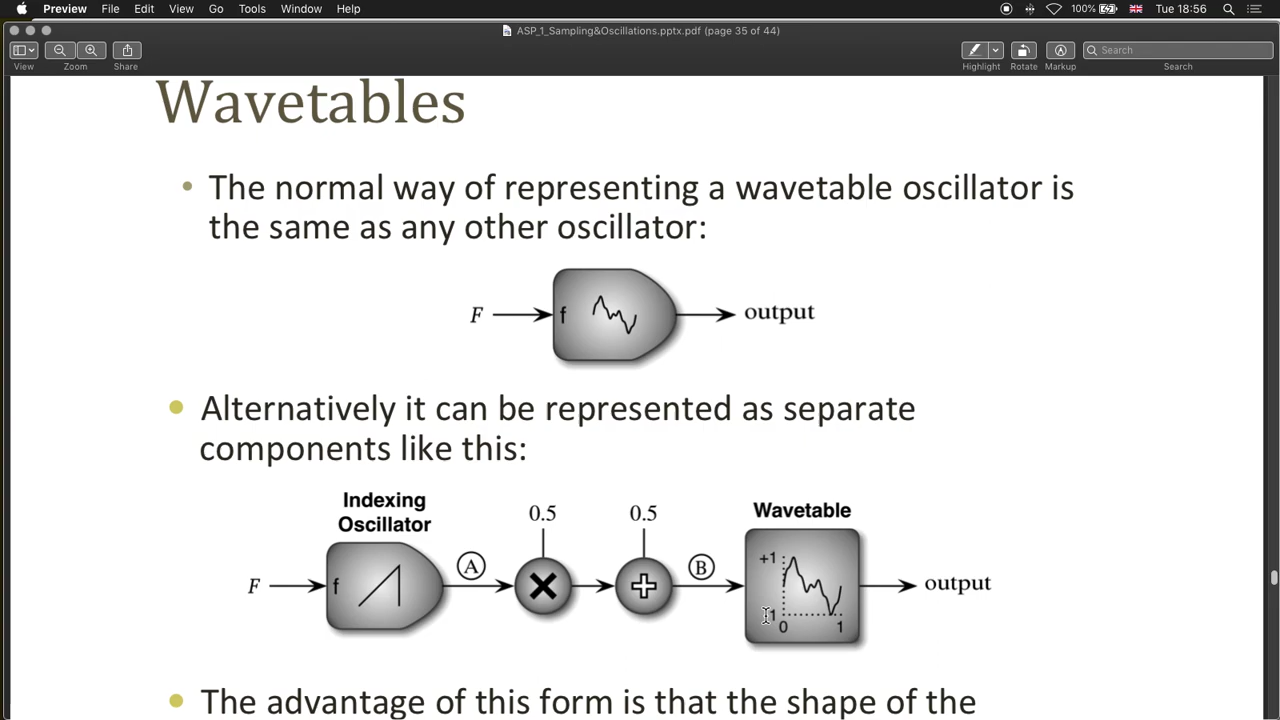 Preview File Edit View Go Tools Window Help 100% Tue 18:56
ASP_1_Sampling&Oscillations.pptx.pdf (page 35 of 44)
Search
View Zoom Share Highlight Rotate Markup Search
Wavetables
• The normal way of representing a wavetable oscillator is
the same as any other oscillator:
F f output
• Alternatively it can be represented as separate
components like this:
Indexing
Oscillator
0.5 0.5 Wavetable
F f A B +1 output
1
0 1
• The advantage of this form is that the shape of the